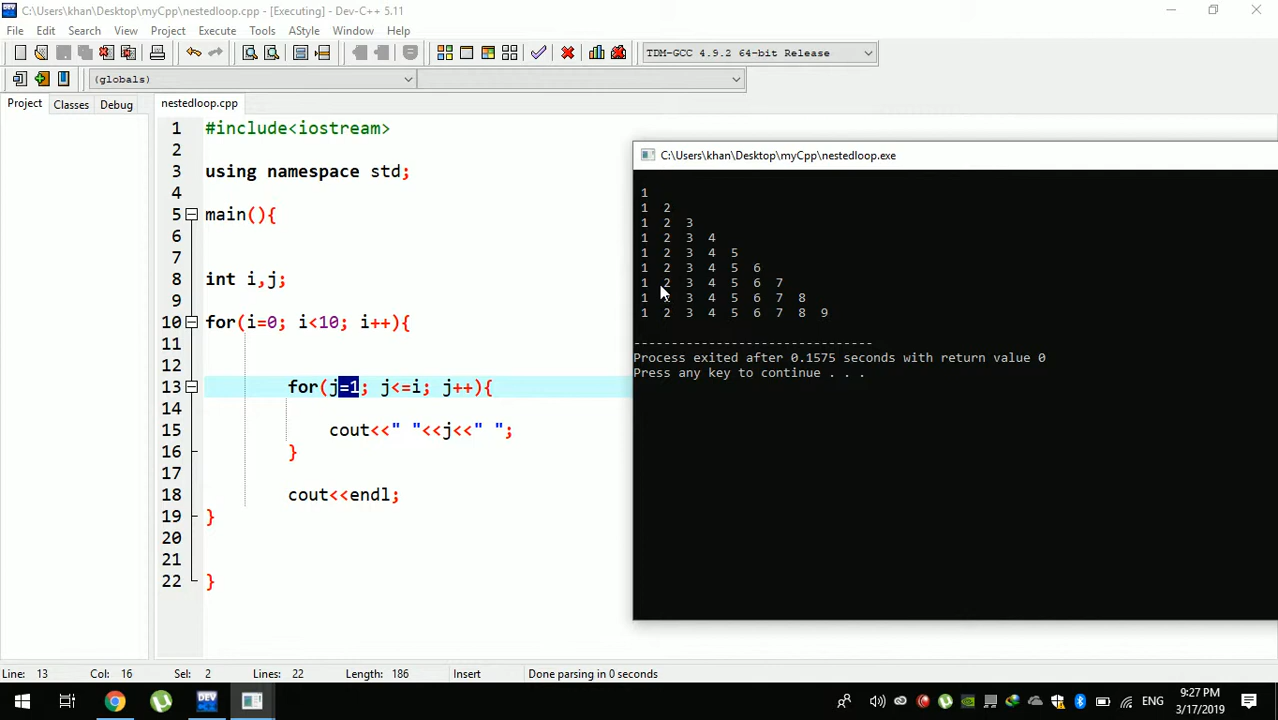 C:\Users\khan\Desktop\myCpp\nestedloop.cpp - [Executing] - Dev-C++ 5.11
File Edit Search View Project Execute Tools AStyle Window Help
TDM-GCC 4.9.2 64-bit Release
(globals)
Project Classes Debug nestedloop.cpp
1 #include<iostream>
2
3 using namespace std;
4
5 main(){
6
7
8 int i,j;
9
10 for(i=0; i<10; i++){
11
12
13 for(j=1; j<=i; j++){
14
15 cout<<" "<<j<<" ";
16 }
17
18 cout<<endl;
19 }
20
21
22 }
C:\Users\khan\Desktop\myCpp\nestedloop.exe
1
1 2
1 2 3
1 2 3 4
1 2 3 4 5
1 2 3 4 5 6
1 2 3 4 5 6 7
1 2 3 4 5 6 7 8
1 2 3 4 5 6 7 8 9
--------------------------------
Process exited after 0.1575 seconds with return value 0
Press any key to continue . . .
Line: 13 Col: 16 Sel: 2 Lines: 22 Length: 186 Insert Done parsing in 0 seconds
DEV
ENG
9:27 PM
3/17/2019